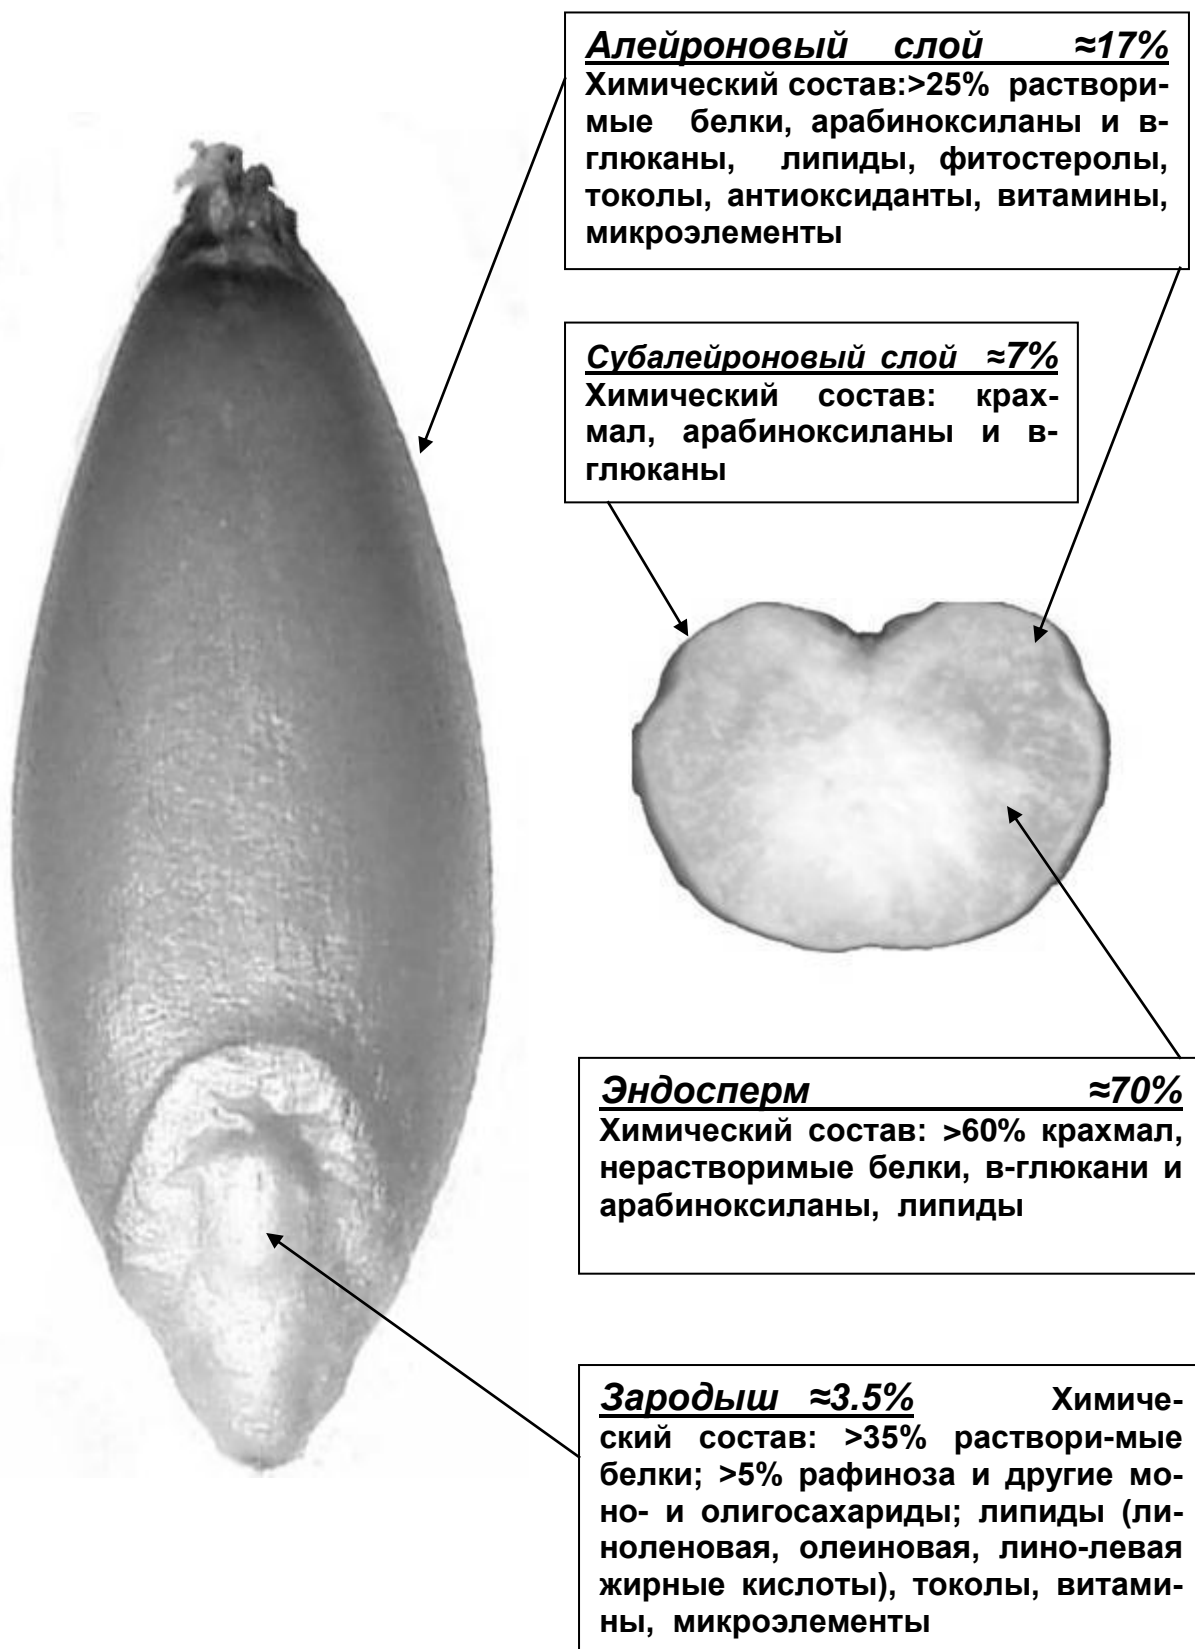 Алейроновый слой ≈17%
Химический состав:>25% раствори-
мые белки, арабиноксиланы и в-
глюканы, липиды, фитостеролы,
токолы, антиоксиданты, витамины,
микроэлементы
Субалейроновый слой ≈7%
Химический состав: крах-
мал, арабиноксиланы и в-
глюканы
Эндосперм ≈70%
Химический состав: >60% крахмал,
нерастворимые белки, в-глюкани и
арабиноксиланы, липиды
Зародыш ≈3.5% Химиче-
ский состав: >35% раствори-мые
белки; >5% рафиноза и другие мо-
но- и олигосахариды; липиды (ли-
ноленовая, олеиновая, лино-левая
жирные кислоты), токолы, витами-
ны, микроэлементы